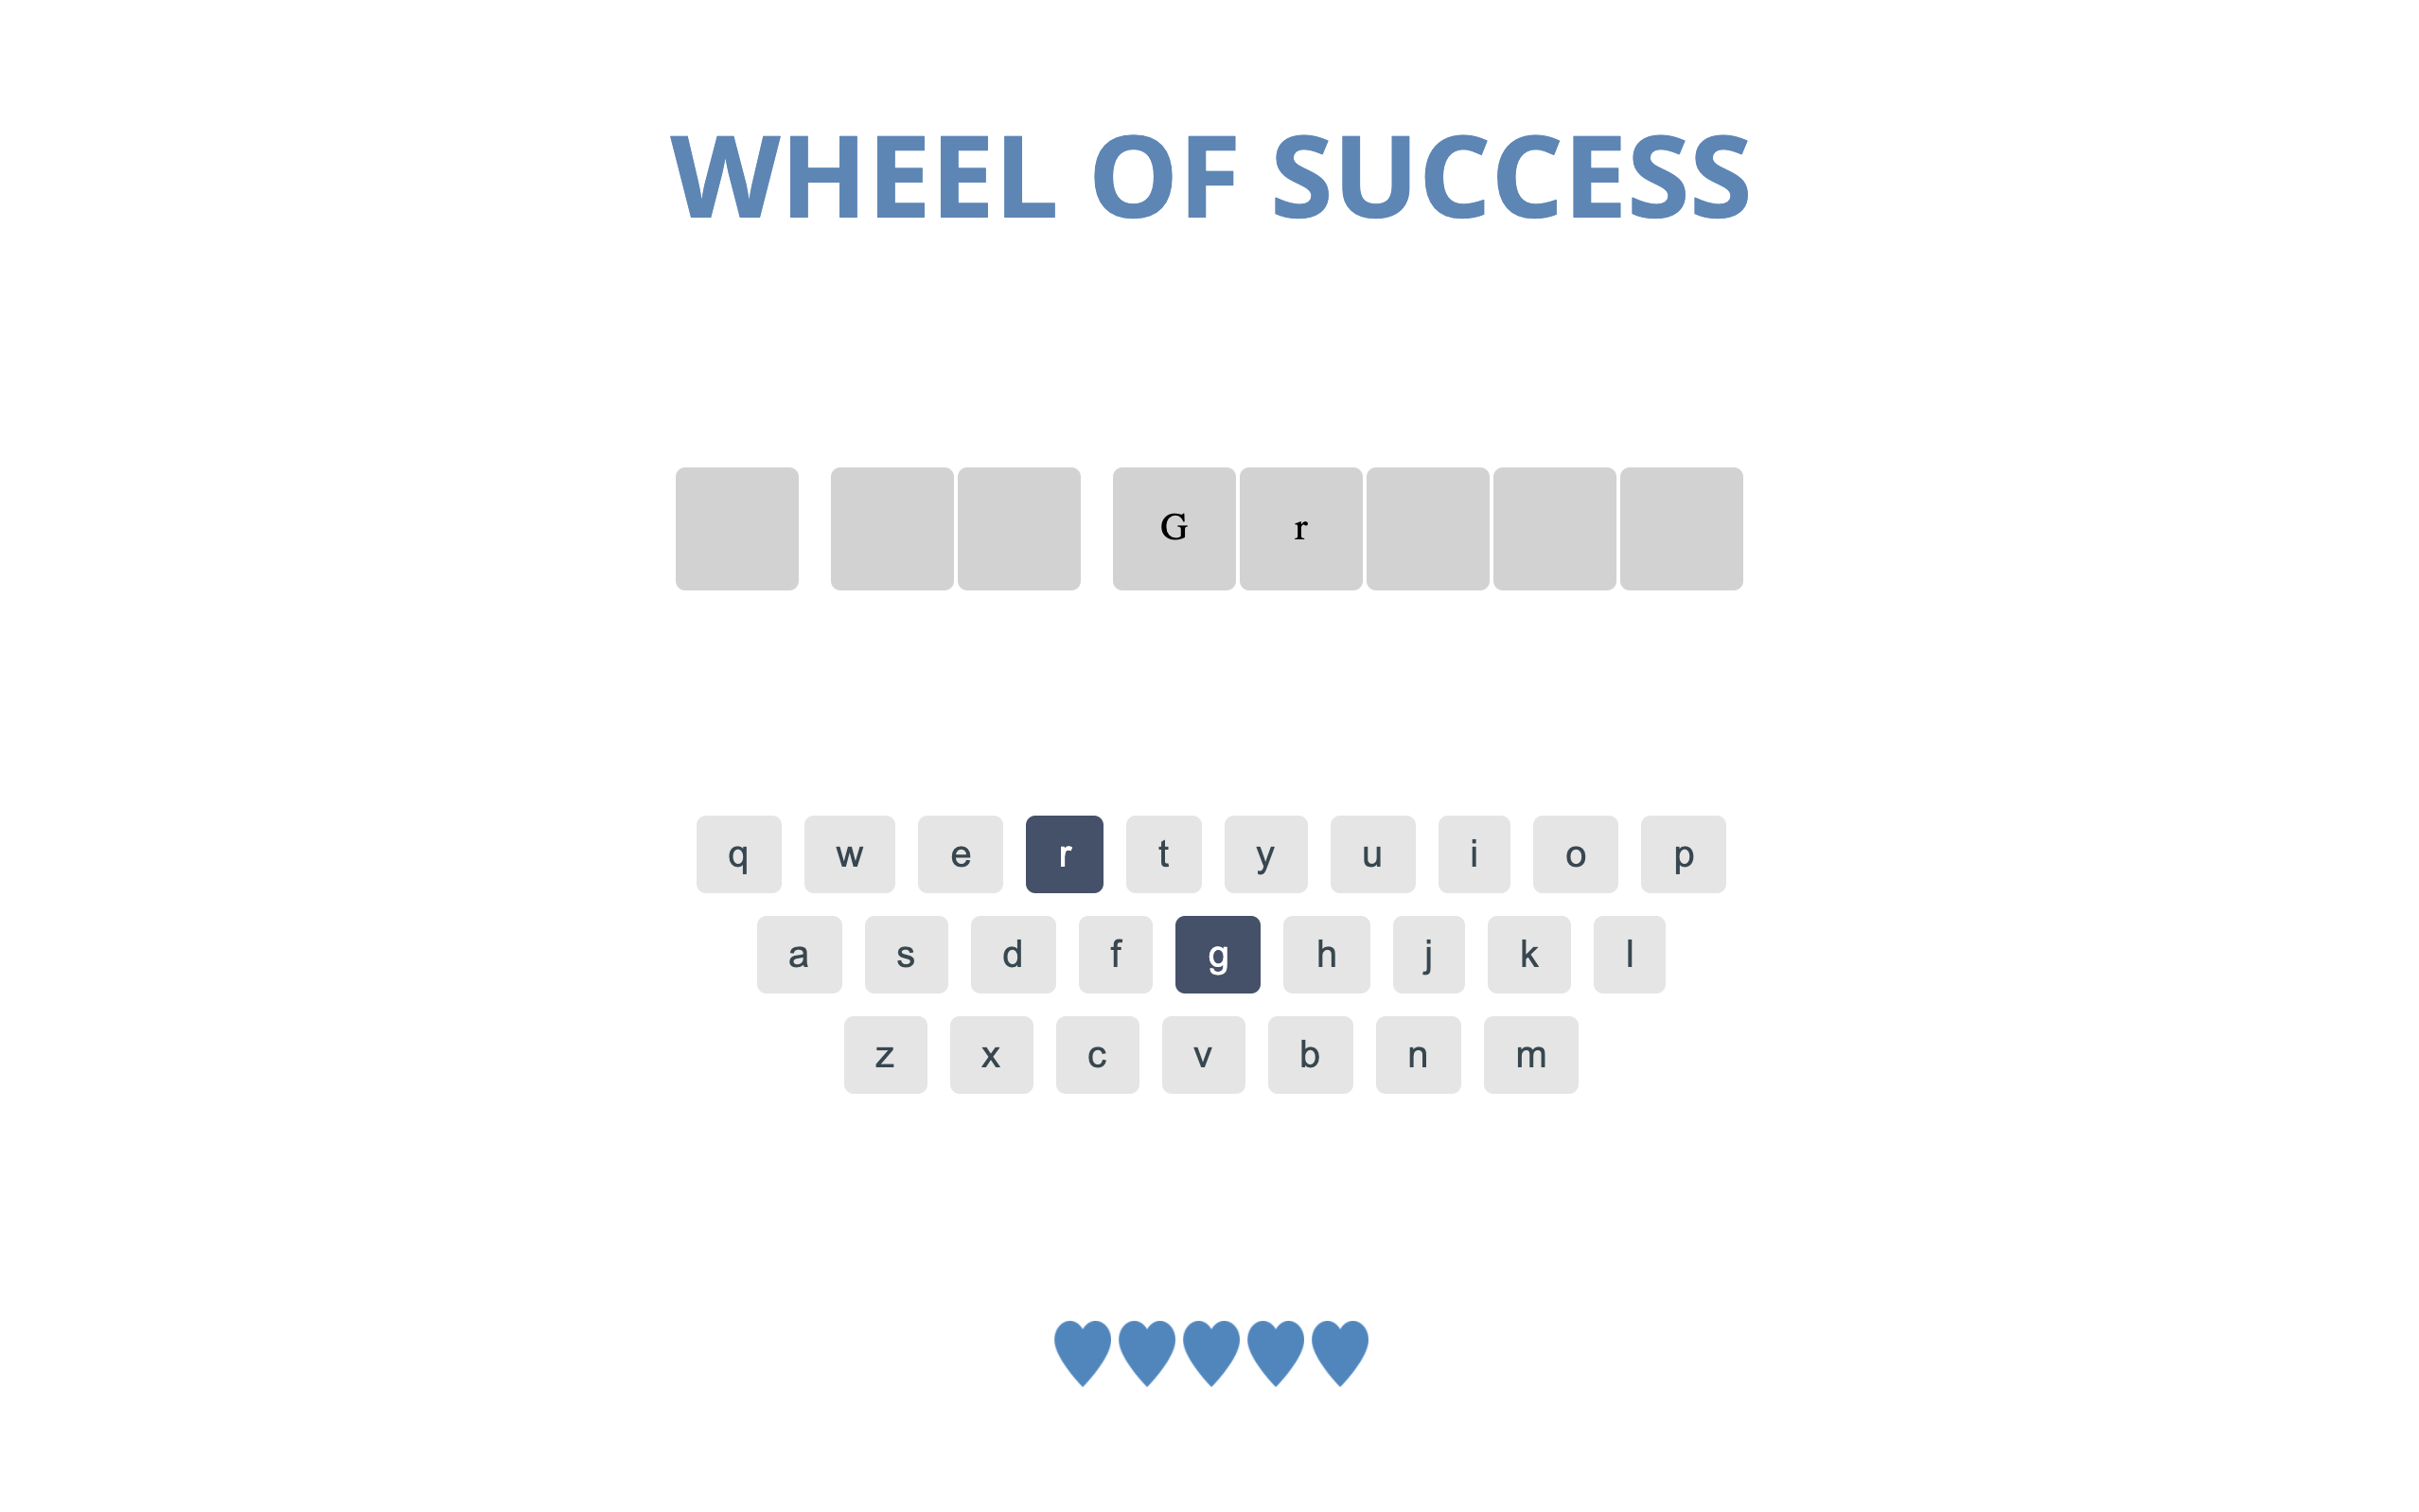 WHEEL OF SUCCESS
G r
q w e r t y u i o p
a s d f g h j k l
z x c v b n m